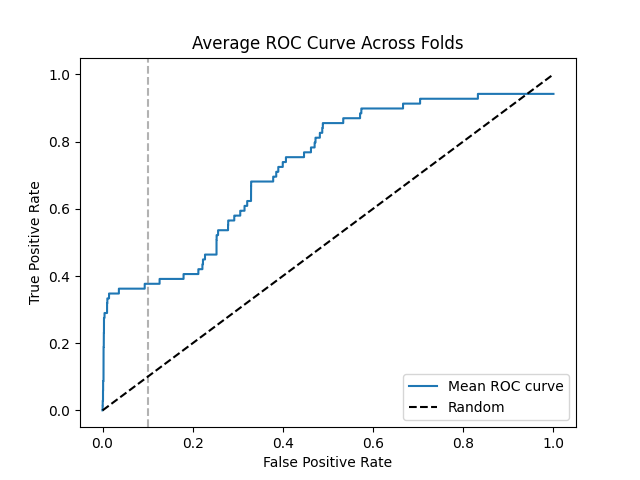 Average ROC Curve Across Folds
True Positive Rate
1.0
0.8
0.6
0.4
0.2
0.0
0.0 0.2 0.4 0.6 0.8 1.0
False Positive Rate
Mean ROC curve
Random